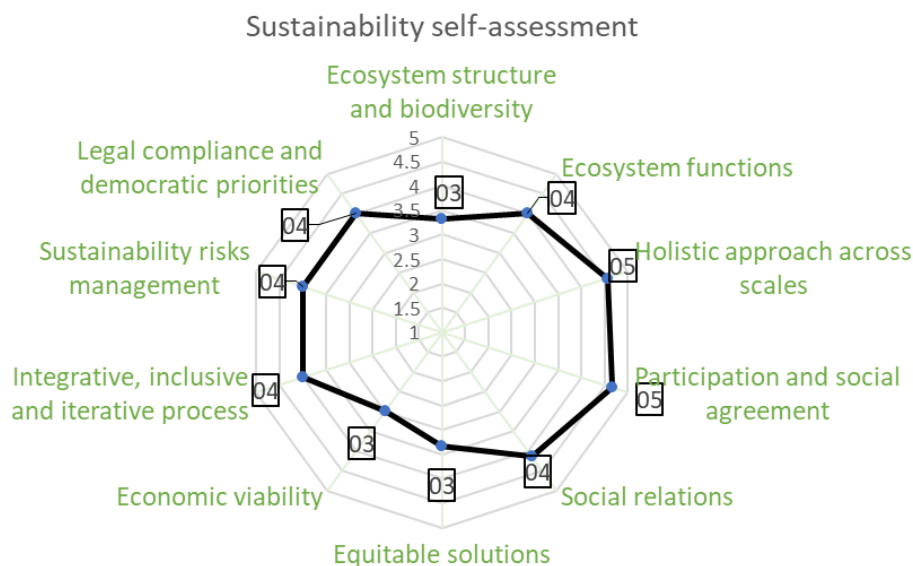 Sustainability self-assessment
Ecosystem structure
and biodiversity
Legal compliance and
democratic priorities
Ecosystem functions
Sustainability risks
management
Holistic approach across
scales
Integrative, inclusive
and iterative process
Participation and social
agreement
Economic viability
Social relations
Equitable solutions
5
4.5
4
3.5
3
2.5
2
1.5
1
03
04
05
05
04
03
03
04
04
04